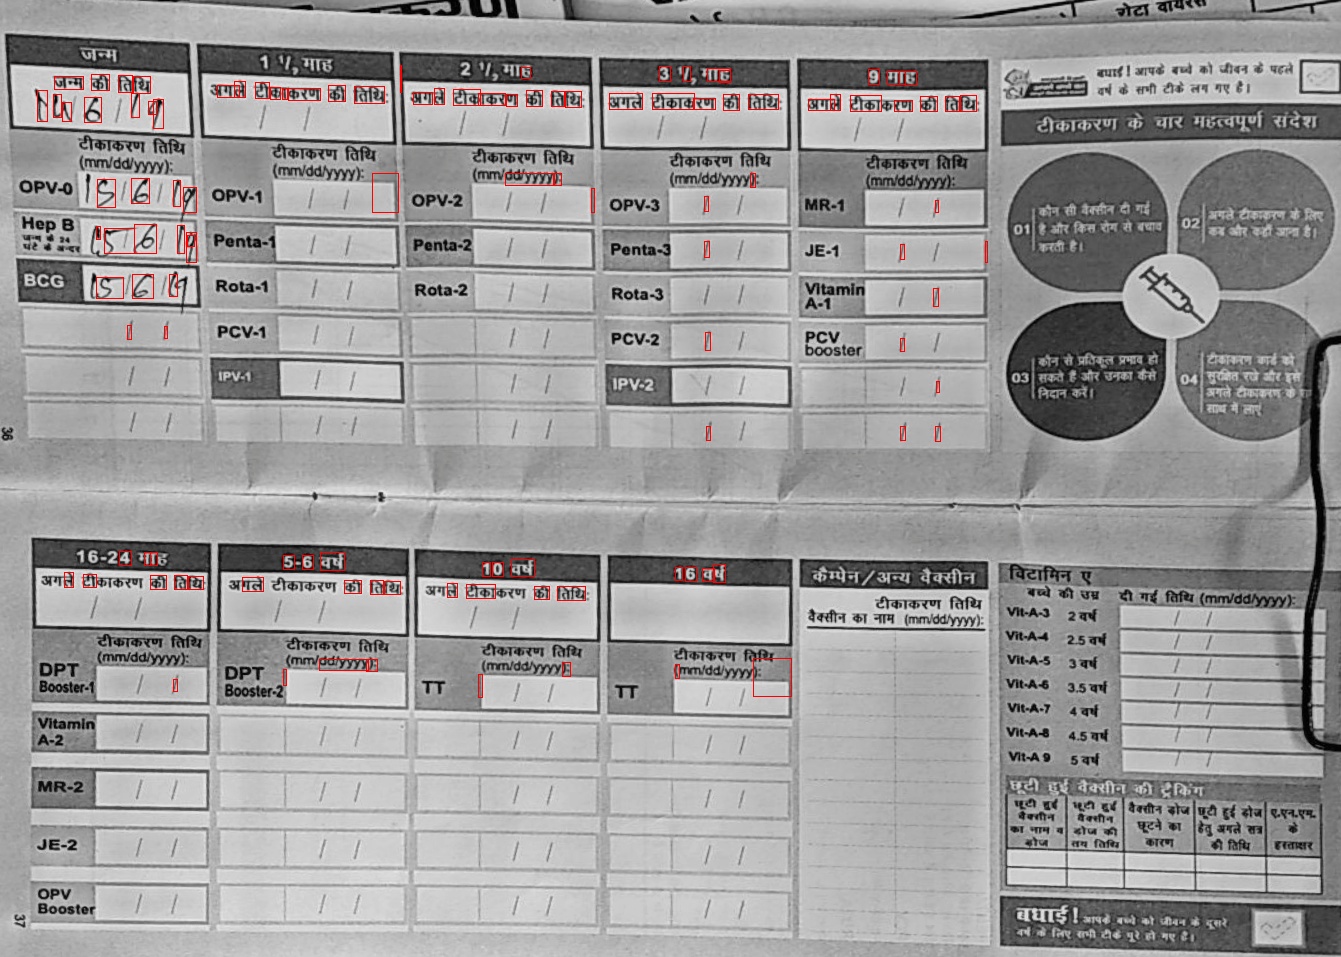 जन्म
जन्म की तिथि
14/6/19
टीकाकरण तिथि
(mm/dd/yyyy):
OPV-0 15/6/19
Hep B 15/6/19
जन्म के 24
घंटे के अन्दर
BCG 15/6/19
1 ½ माह
अगले टीकाकरण की तिथि:
/ /
टीकाकरण तिथि
(mm/dd/yyyy):
OPV-1 / /
Penta-1 / /
Rota-1 / /
PCV-1 / /
IPV-1 / /
2 ½ माह
अगले टीकाकरण की तिथि:
/ /
टीकाकरण तिथि
(mm/dd/yyyy):
OPV-2 / /
Penta-2 / /
Rota-2 / /
3 ½ माह
अगले टीकाकरण की तिथि:
/ /
टीकाकरण तिथि
(mm/dd/yyyy):
OPV-3 / /
Penta-3 / /
Rota-3 / /
PCV-2 / /
IPV-2 / /
9 माह
अगले टीकाकरण की तिथि:
/ /
टीकाकरण तिथि
(mm/dd/yyyy):
MR-1 / /
JE-1 / /
Vitamin
A-1 / /
PCV
booster / /
बधाई! आपके बच्चे को जीवन के पहले
वर्ष के सभी टीके लग गए है।
टीकाकरण के चार महत्वपूर्ण संदेश
01 कौन सी वैक्सीन दी गई
है और किस रोग से बचाव
करती है।
02 अगले टीकाकरण के लिए
कब और कहाँ आना है।
03 कौन से प्रतिकूल प्रभाव हो
सकते हैं और उनका कैसे
निदान करें।
04 टीकाकरण कार्ड को
सुरक्षित रखे और इसे
अगले टीकाकरण के
साथ में लाएं
36
16-24 माह
अगले टीकाकरण की तिथि:
/ /
टीकाकरण तिथि
(mm/dd/yyyy):
DPT
Booster-1 / /
Vitamin
A-2 / /
MR-2 / /
JE-2 / /
OPV
Booster / /
5-6 वर्ष
अगले टीकाकरण की तिथि:
/ /
टीकाकरण तिथि
(mm/dd/yyyy):
DPT
Booster-2 / /
10 वर्ष
अगले टीकाकरण की तिथि:
/ /
टीकाकरण तिथि
(mm/dd/yyyy):
TT / /
16 वर्ष
टीकाकरण तिथि
(mm/dd/yyyy):
TT / /
कैम्पेन/अन्य वैक्सीन
टीकाकरण तिथि
वैक्सीन का नाम (mm/dd/yyyy):
विटामिन ए
बच्चे की उम्र दी गई तिथि (mm/dd/yyyy):
Vit-A-3 2 वर्ष / /
Vit-A-4 2.5 वर्ष / /
Vit-A-5 3 वर्ष / /
Vit-A-6 3.5 वर्ष / /
Vit-A-7 4 वर्ष / /
Vit-A-8 4.5 वर्ष / /
Vit-A 9 5 वर्ष / /
छूटी हुई वैक्सीन की ट्रैकिंग
छूटी हुई वैक्सीन का नाम व डोज
छूटी हुई वैक्सीन डोज की तय तिथि
वैक्सीन डोज छूटने का कारण
छूटी हुई डोज हेतु अगले सत्र की तिथि
ए.एन.एम. के हस्ताक्षर
बधाई! आपके बच्चे को जीवन के दूसरे
वर्ष के लिए सभी टीके पूरे हो गए है।
37